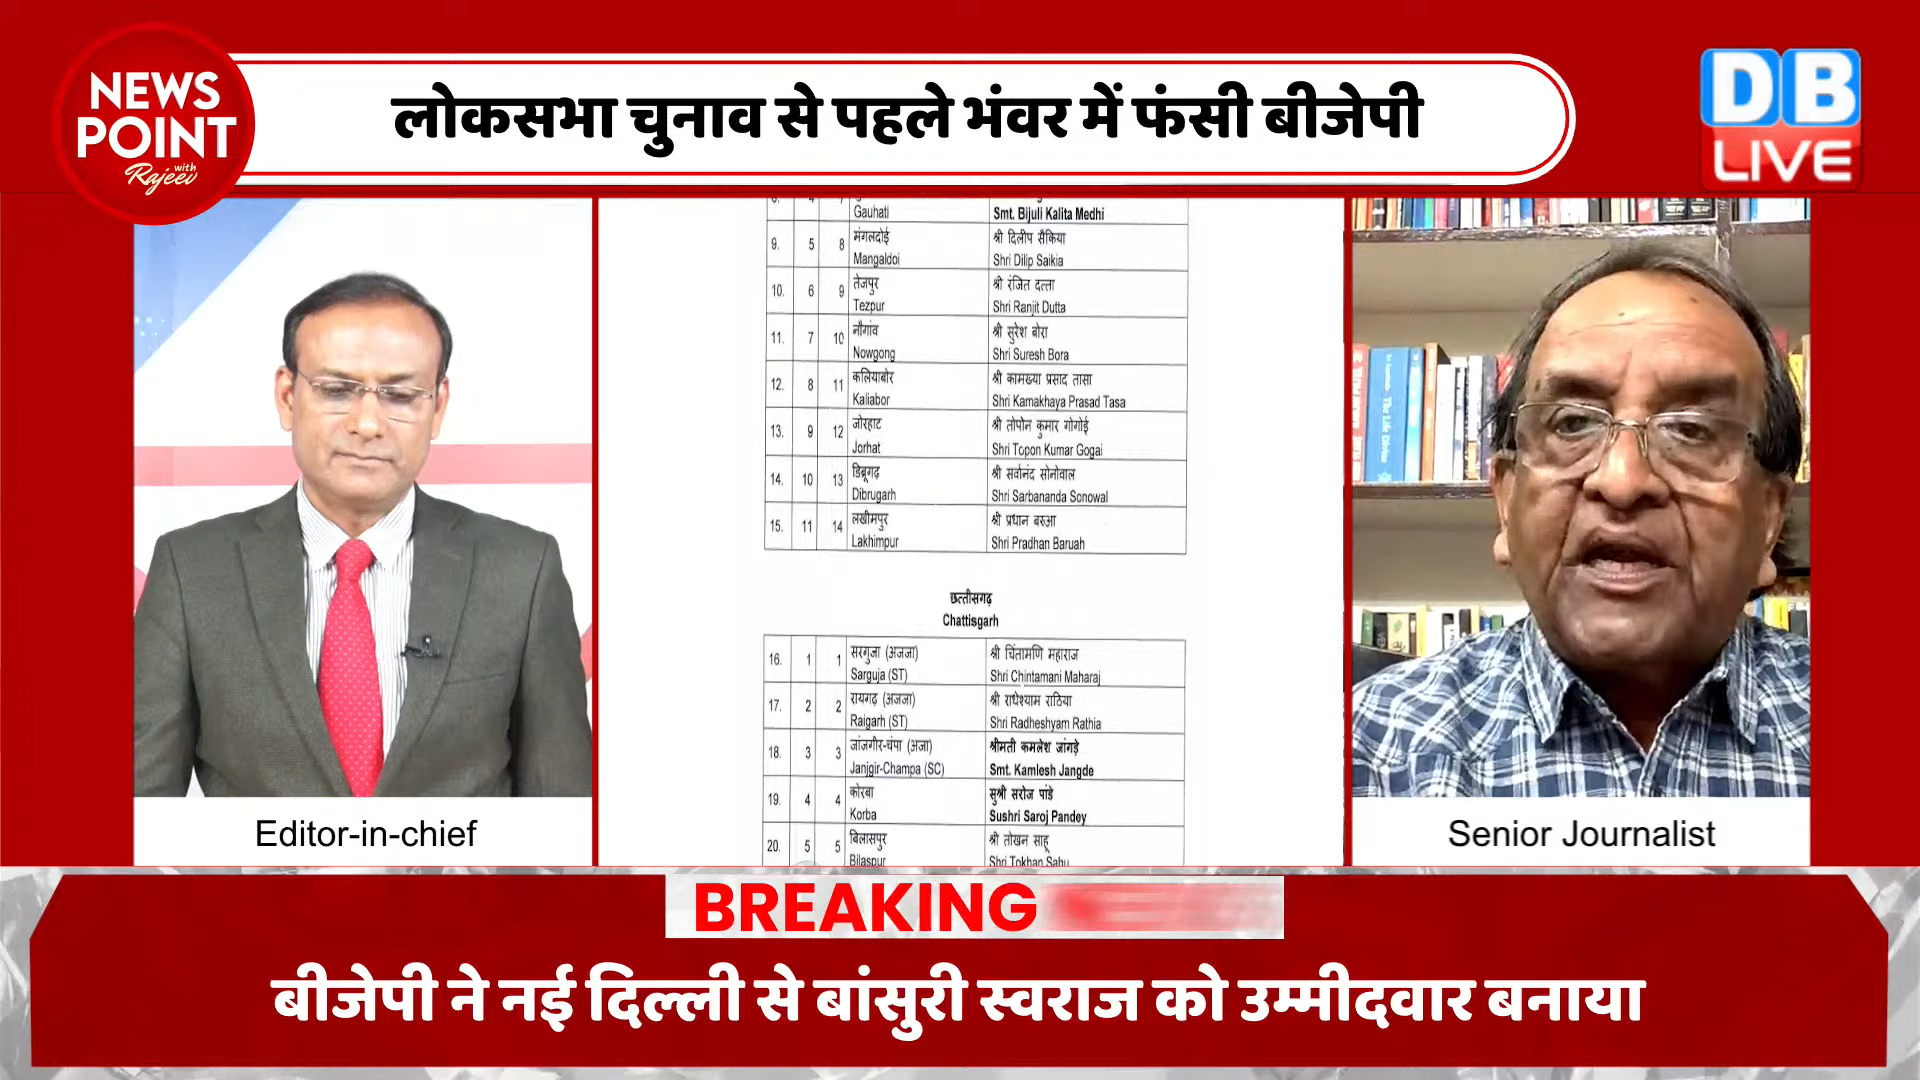 NEWS
POINT
with
Rajeev
लोकसभा चुनाव से पहले भंवर में फंसी बीजेपी
DB
LIVE
Gauhati Smt. Bijuli Kalita Medhi
9. 5 8 मंगलदोई श्री दिलीप सैकिया
Mangaldoi Shri Dilip Saikia
10. 6 9 तेजपुर श्री रंजित दत्ता
Tezpur Shri Ranjit Dutta
11. 7 10 नौगांव श्री सुरेश बोरा
Nowgong Shri Suresh Bora
12. 8 11 कलियाबोर श्री कामख्या प्रसाद तासा
Kaliabor Shri Kamakhaya Prasad Tasa
13. 9 12 जोरहाट श्री तोपोन कुमार गोगोई
Jorhat Shri Topon Kumar Gogai
14. 10 13 डिब्रूगढ़ श्री सर्वानंद सोनोवाल
Dibrugarh Shri Sarbananda Sonowal
15. 11 14 लखीमपुर श्री प्रधान बरुआ
Lakhimpur Shri Pradhan Baruah
छत्तीसगढ़
Chattisgarh
16. 1 1 सरगुजा (अजजा) श्री चिंतामणि महाराज
Sarguja (ST) Shri Chintamani Maharaj
17. 2 2 रायगढ़ (अजजा) श्री राधेश्याम राठिया
Raigarh (ST) Shri Radheshyam Rathia
18. 3 3 जांजगीर-चंपा (अजा) श्रीमती कमलेश जांगड़े
Janjgir-Champa (SC) Smt. Kamlesh Jangde
19. 4 4 कोरबा सुश्री सरोज पांडे
Korba Sushri Saroj Pandey
20. 5 5 बिलासपुर श्री तोखन साहू
Bilaspur Shri Tokhan Sahu
Editor-in-chief
Senior Journalist
BREAKING
बीजेपी ने नई दिल्ली से बांसुरी स्वराज को उम्मीदवार बनाया